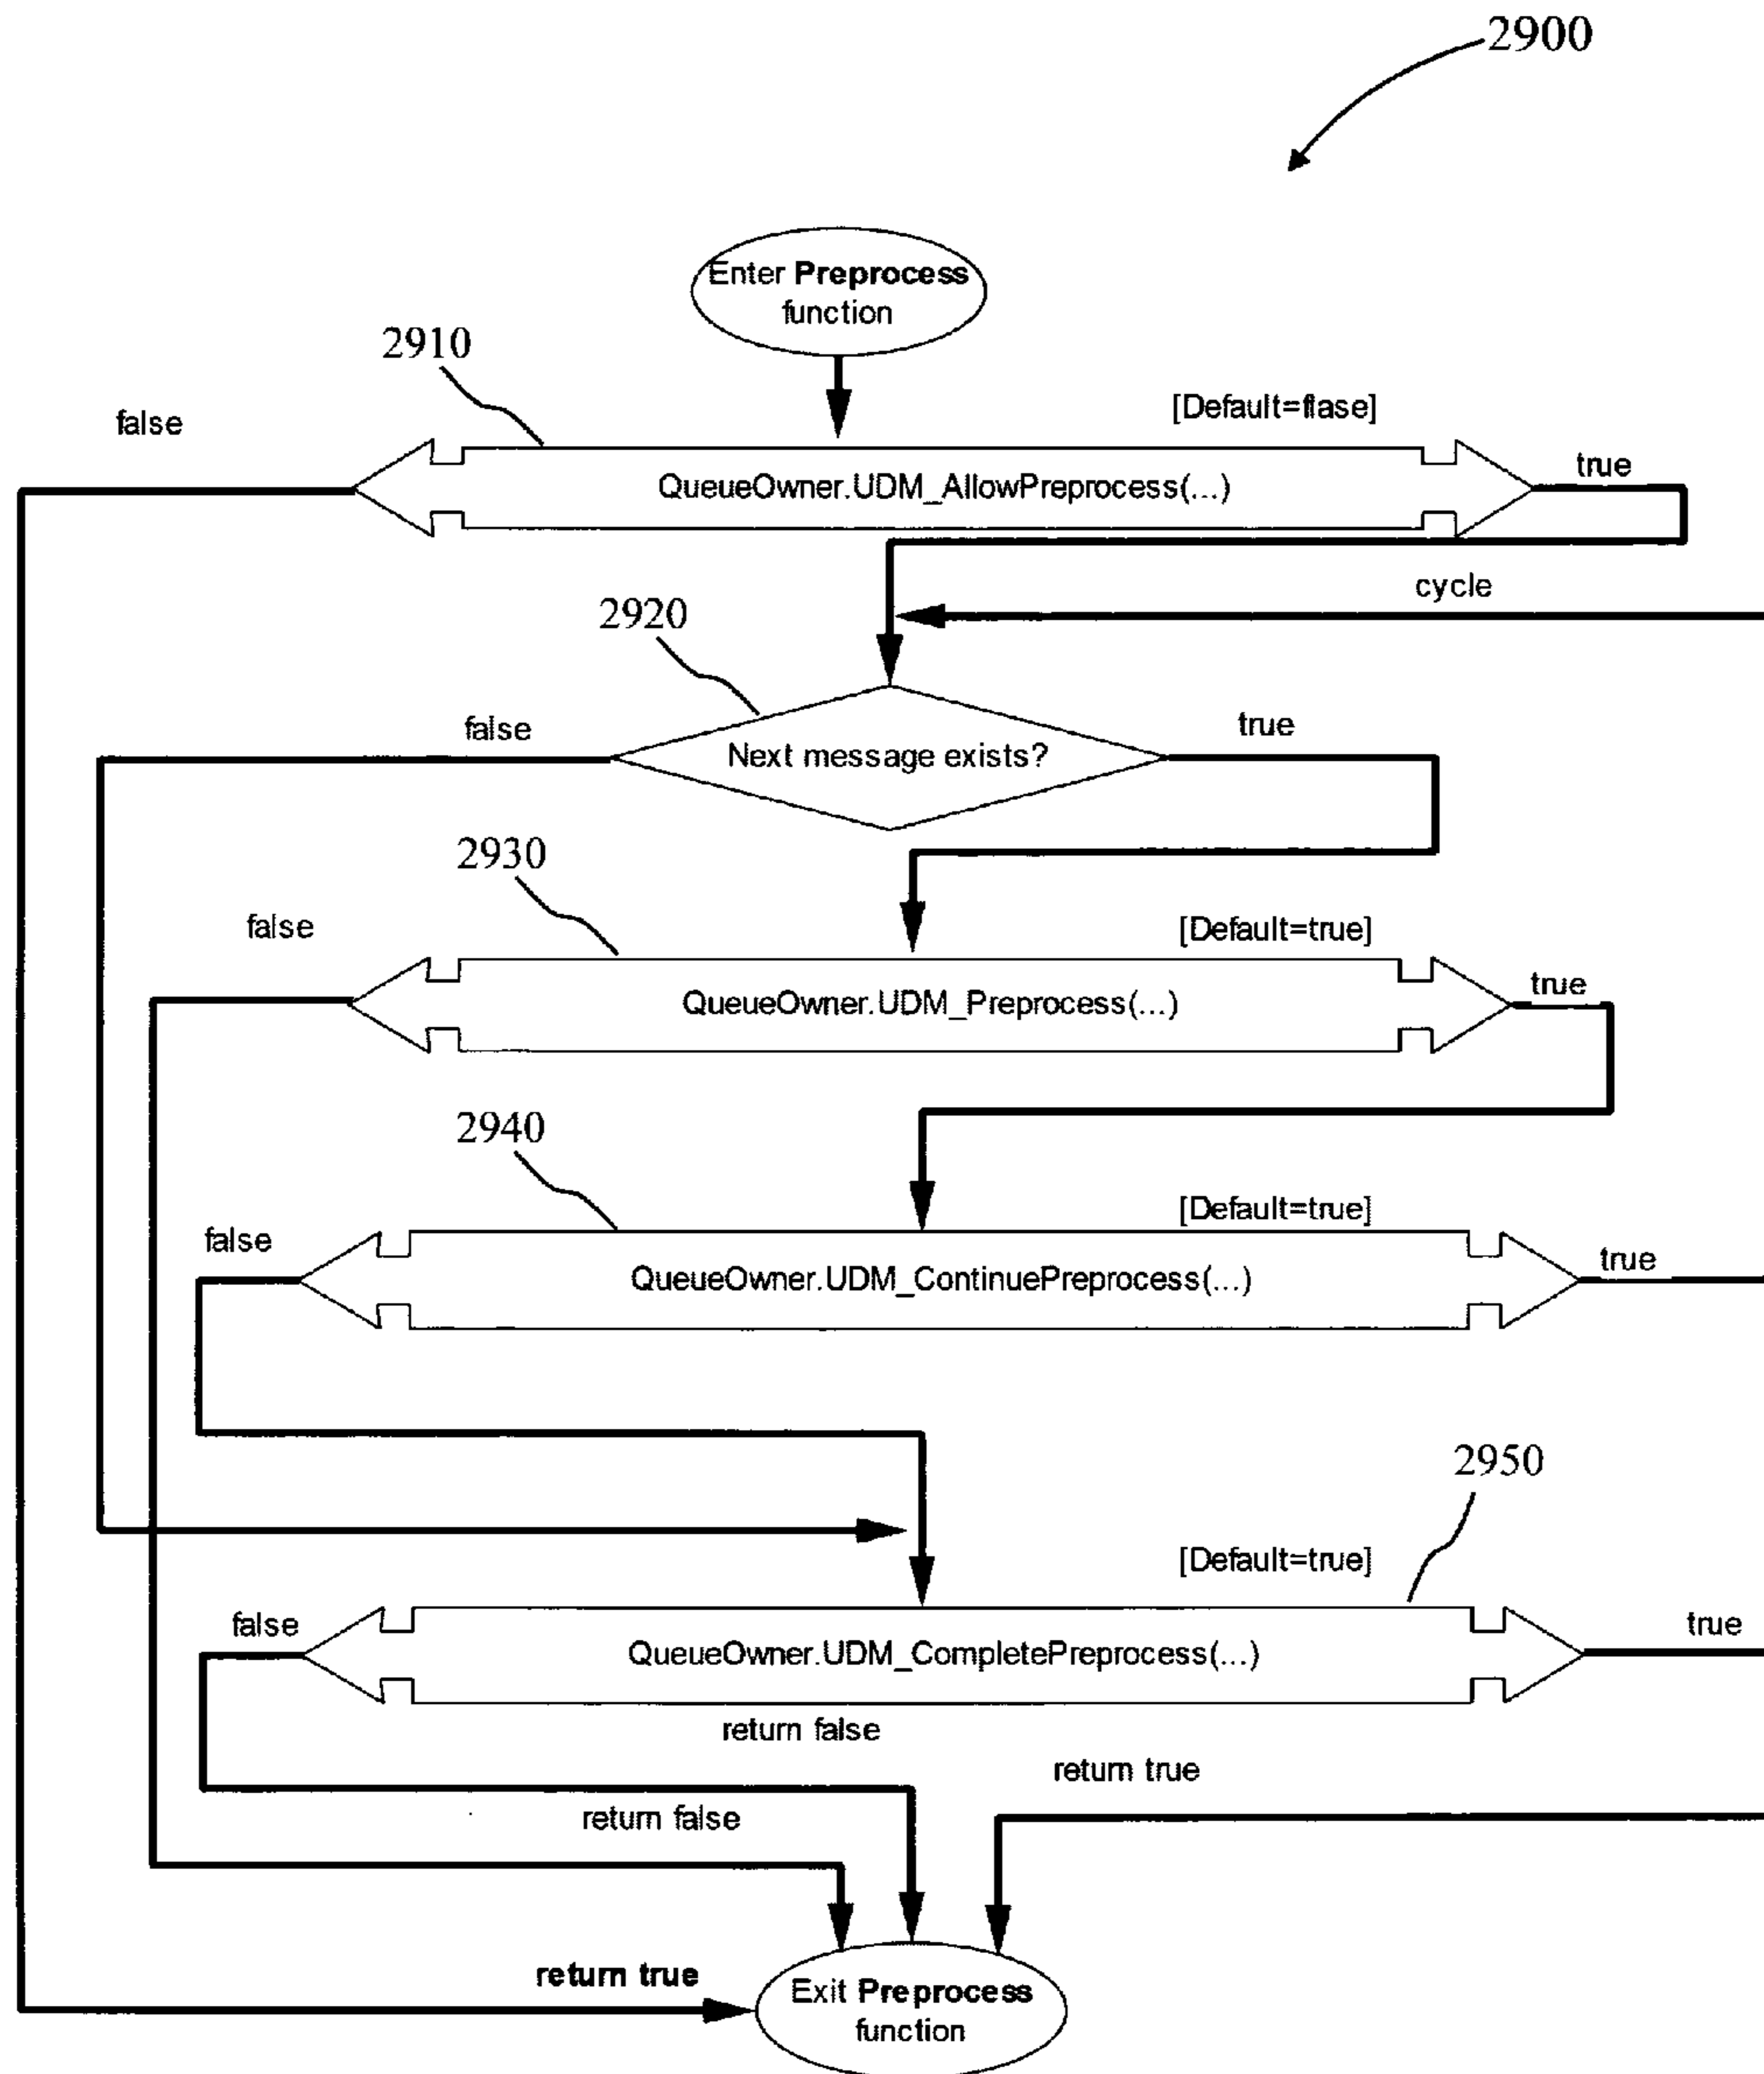 2900
Enter Preprocess
function
2910
false
[Default=flase]
QueueOwner.UDM_AllowPreprocess(...)
true
cycle
2920
false
Next message exists?
true
2930
false
[Default=true]
QueueOwner.UDM_Preprocess(...)
true
2940
false
[Default=true]
QueueOwner.UDM_ContinuePreprocess(...)
true
2950
[Default=true]
false
QueueOwner.UDM_CompletePreprocess(...)
true
return false
return true
return false
return true
Exit Preprocess
function